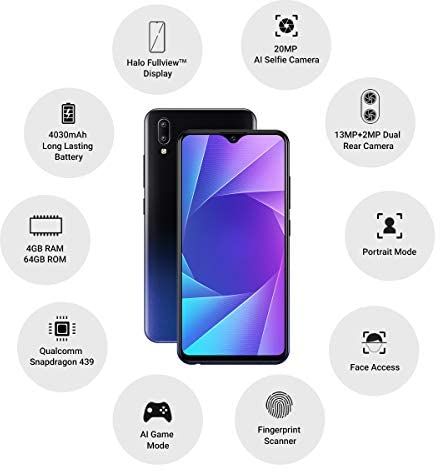 Halo Fullview™
Display
20MP
AI Selfie Camera
4030mAh
Long Lasting
Battery
13MP+2MP Dual
Rear Camera
4GB RAM
64GB ROM
Portrait Mode
Qualcomm
Snapdragon 439
Face Access
AI Game
Mode
Fingerprint
Scanner